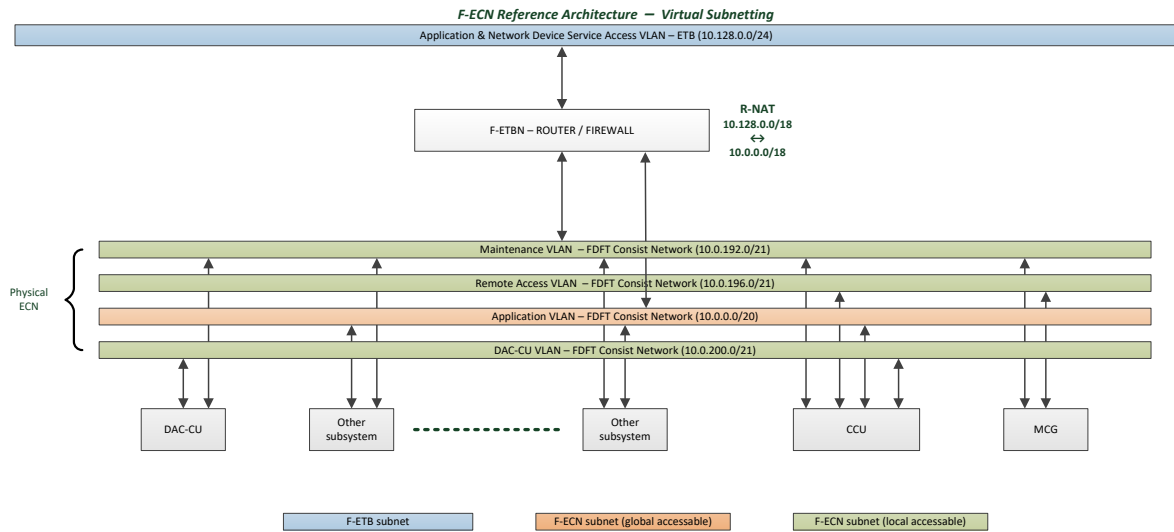 F-ECN Reference Architecture – Virtual Subnetting
Application & Network Device Service Access VLAN – ETB (10.128.0.0/24)
F-ETBN – ROUTER / FIREWALL
R-NAT
10.128.0.0/18
↔
10.0.0.0/18
Physical
ECN
Maintenance VLAN – FDFT Consist Network (10.0.192.0/21)
Remote Access VLAN – FDFT Consist Network (10.0.196.0/21)
Application VLAN – FDFT Consist Network (10.0.0.0/20)
DAC-CU VLAN – FDFT Consist Network (10.0.200.0/21)
DAC-CU
Other
subsystem
Other
subsystem
CCU
MCG
F-ETB subnet
F-ECN subnet (global accessable)
F-ECN subnet (local accessable)